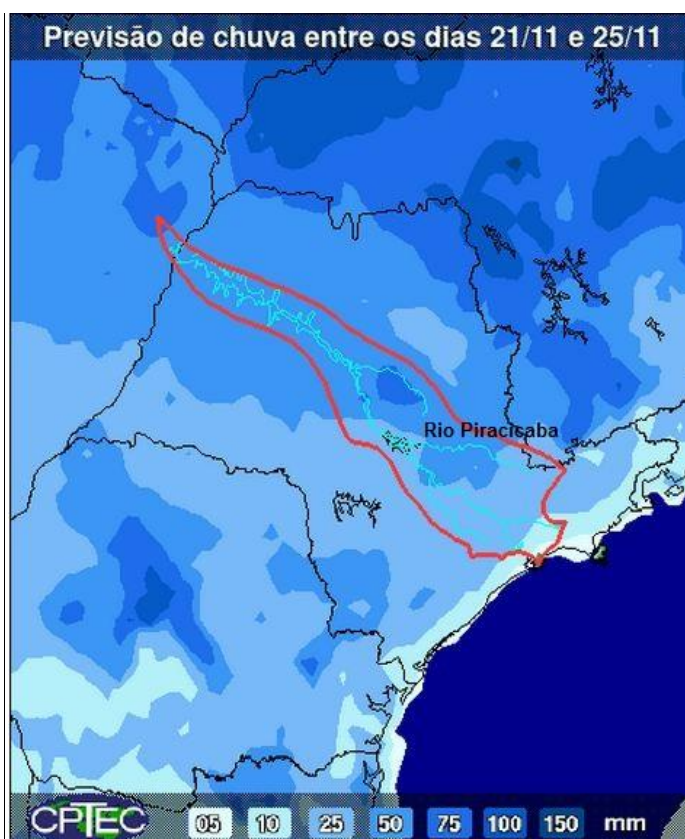 Previsão de chuva entre os dias 21/11 e 25/11
Rio Piracicaba
CPTEC 05 10 25 50 75 100 150 mm